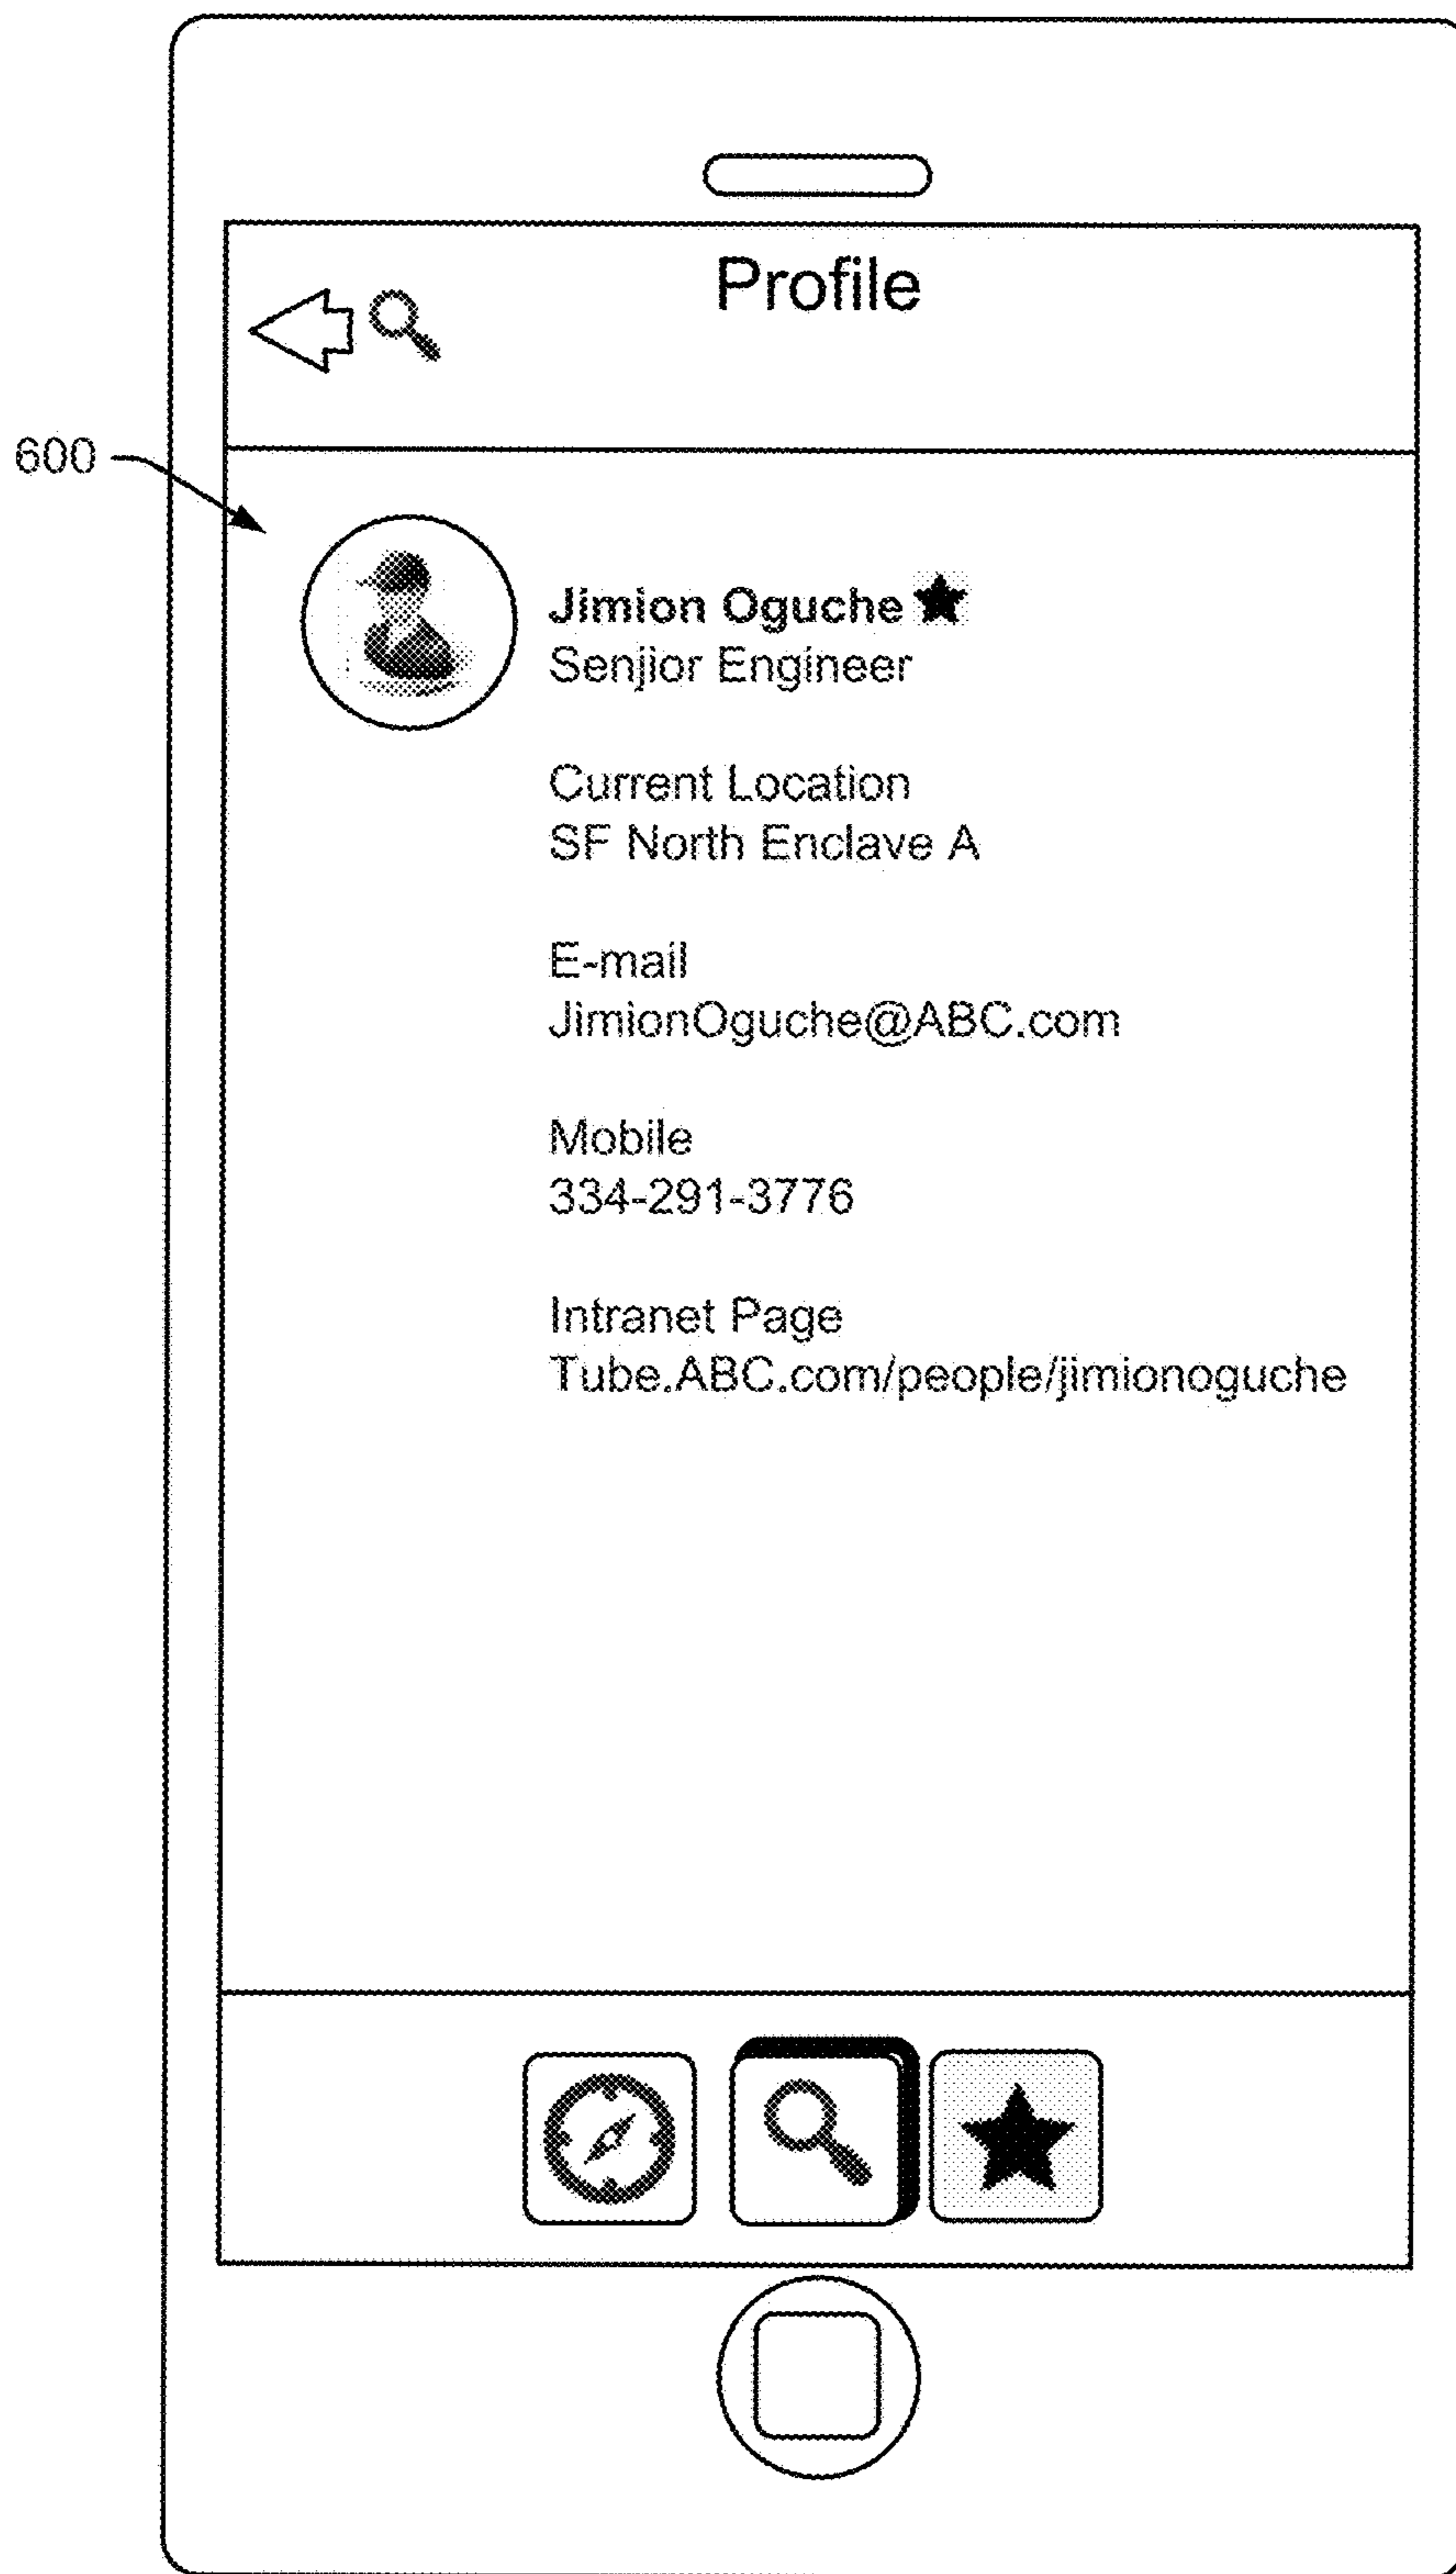 Profile
600
Jimion Oguche
Senjior Engineer
Current Location
SF North Enclave A
E-mail
JimionOguche@ABC.com
Mobile
334-291-3776
Intranet Page
Tube.ABC.com/people/jimionoguche